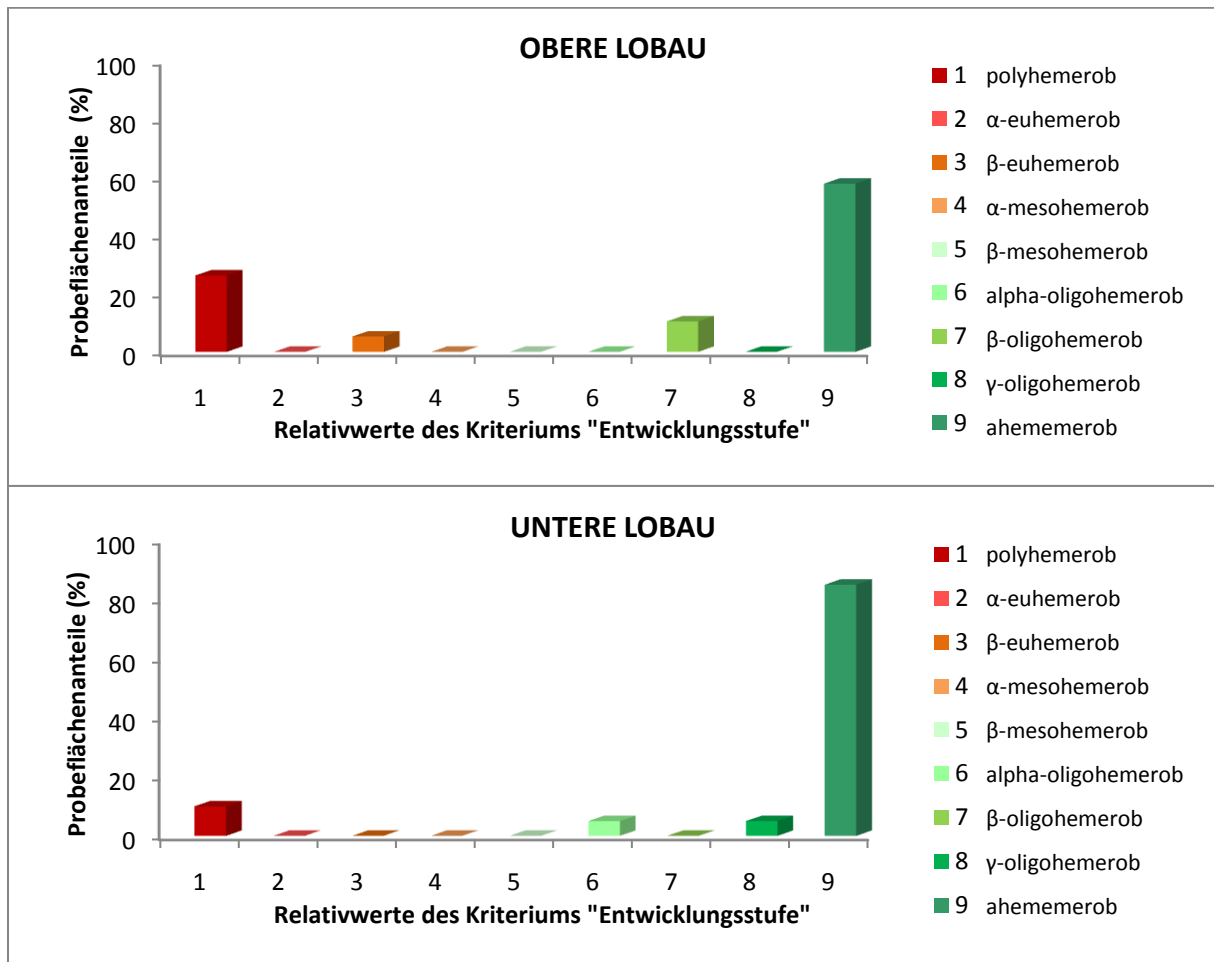 OBERE LOBAU
Probeflächenanteile (%)
100
80
60
40
20
0
1 2 3 4 5 6 7 8 9
Relativwerte des Kriteriums "Entwicklungsstufe"
1 polyhemerob
2 α-euhemerob
3 β-euhemerob
4 α-mesohemerob
5 β-mesohemerob
6 alpha-oligohemerob
7 β-oligohemerob
8 γ-oligohemerob
9 ahememerob
UNTERE LOBAU
Probeflächenanteile (%)
100
80
60
40
20
0
1 2 3 4 5 6 7 8 9
Relativwerte des Kriteriums "Entwicklungsstufe"
1 polyhemerob
2 α-euhemerob
3 β-euhemerob
4 α-mesohemerob
5 β-mesohemerob
6 alpha-oligohemerob
7 β-oligohemerob
8 γ-oligohemerob
9 ahememerob